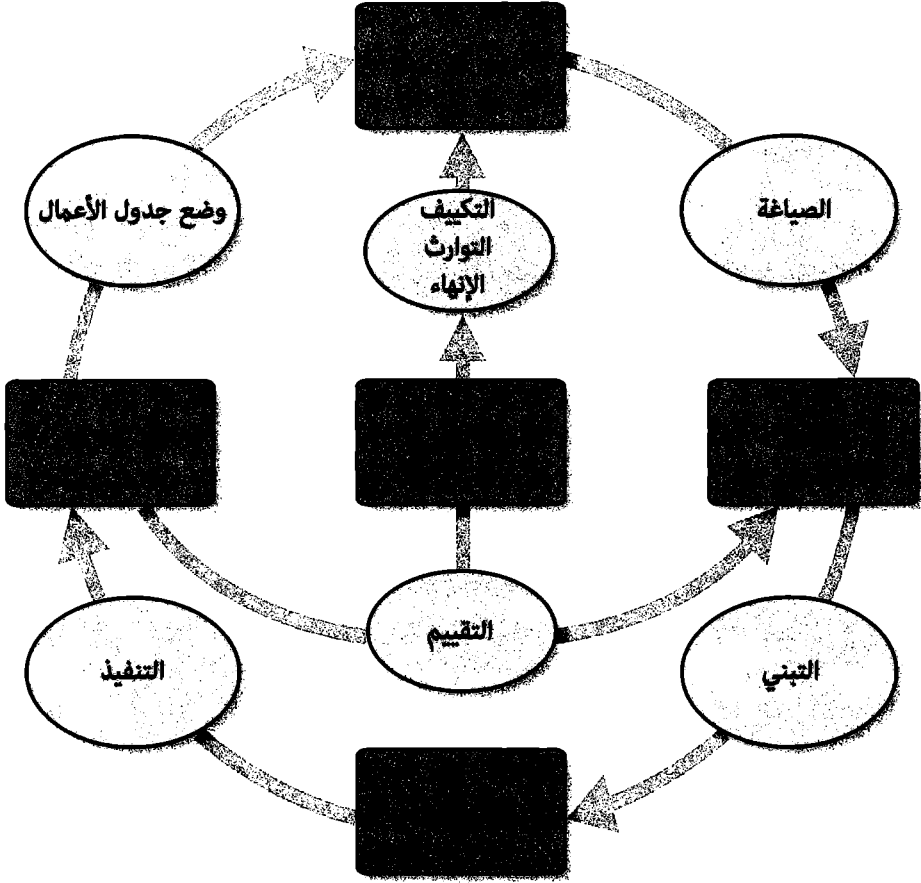 الصياغة
التكييف
التوارث
الإنهاء
وضع جدول الأعمال
التقييم
التبني
التنفيذ